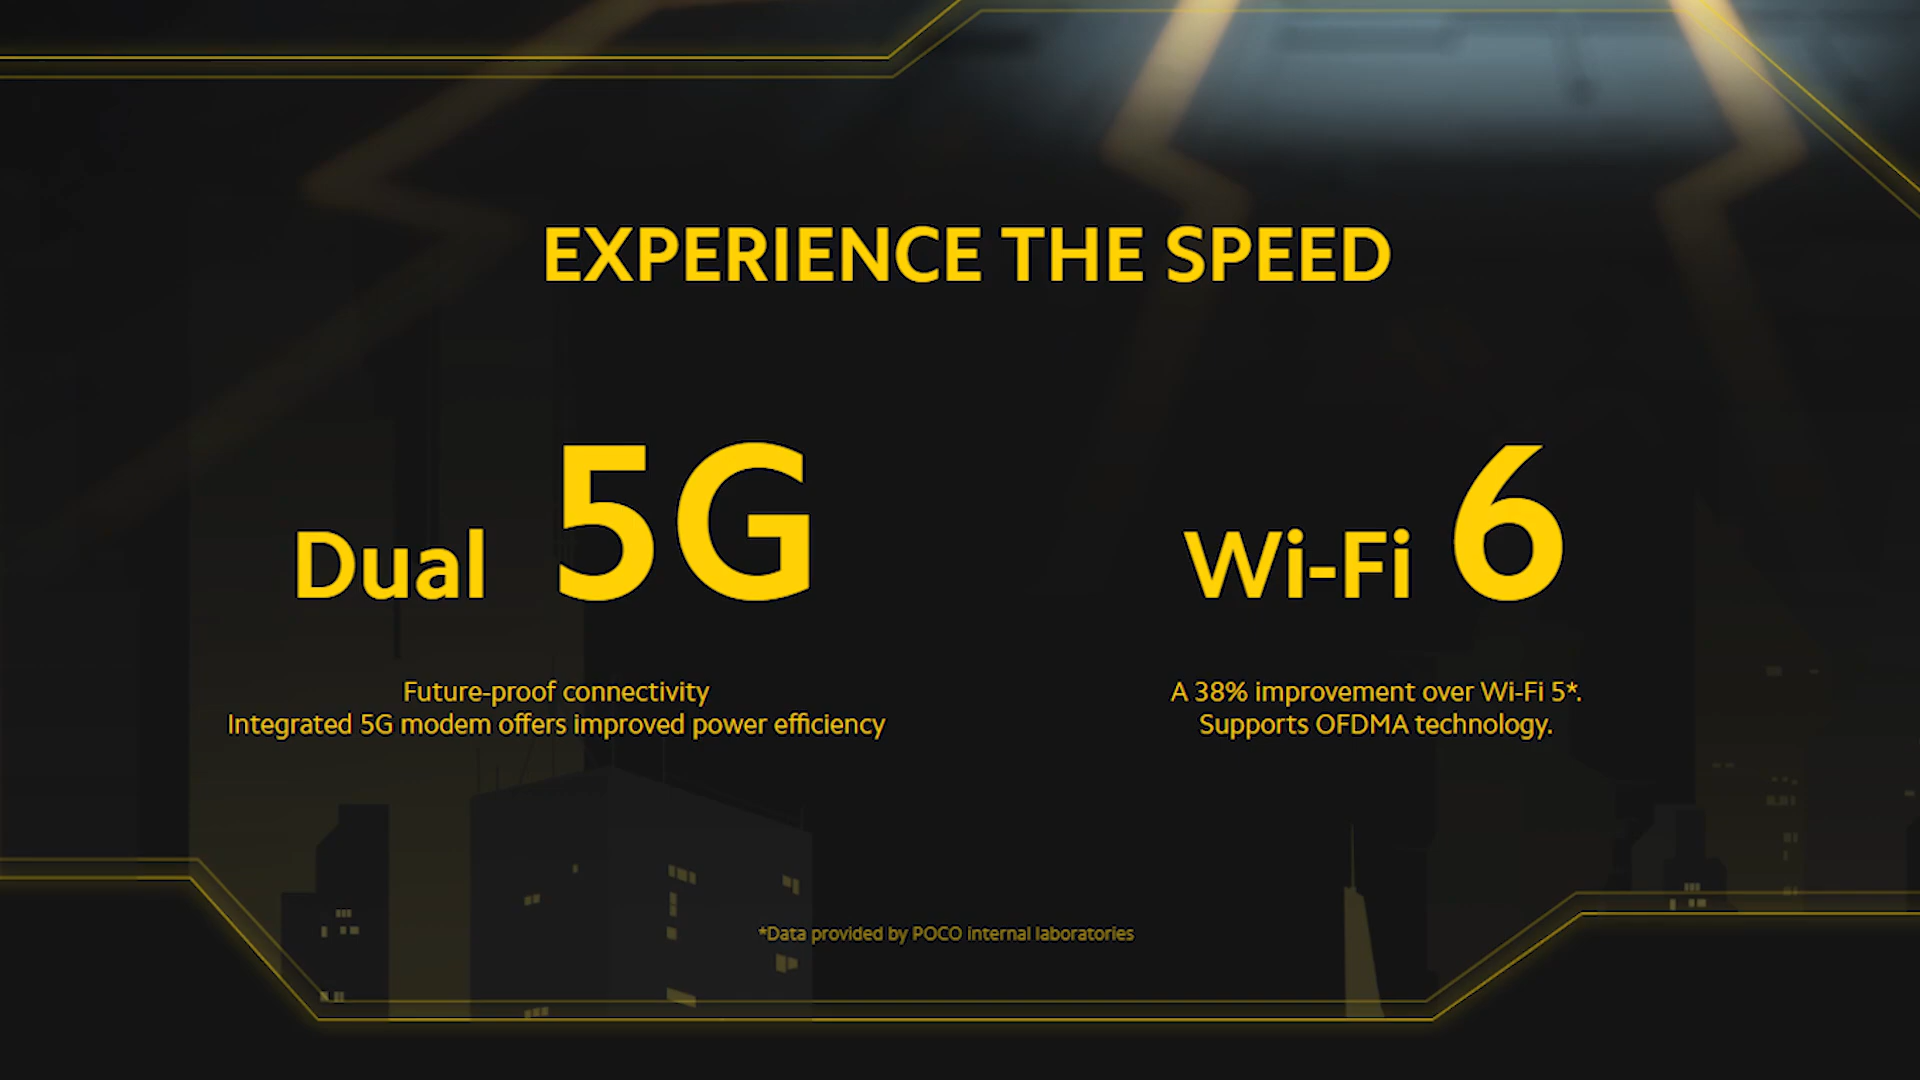 EXPERIENCE THE SPEED
Dual 5G
Future-proof connectivity
Integrated 5G modem offers improved power efficiency
Wi-Fi 6
A 38% improvement over Wi-Fi 5*.
Supports OFDMA technology.
*Data provided by POCO internal laboratories